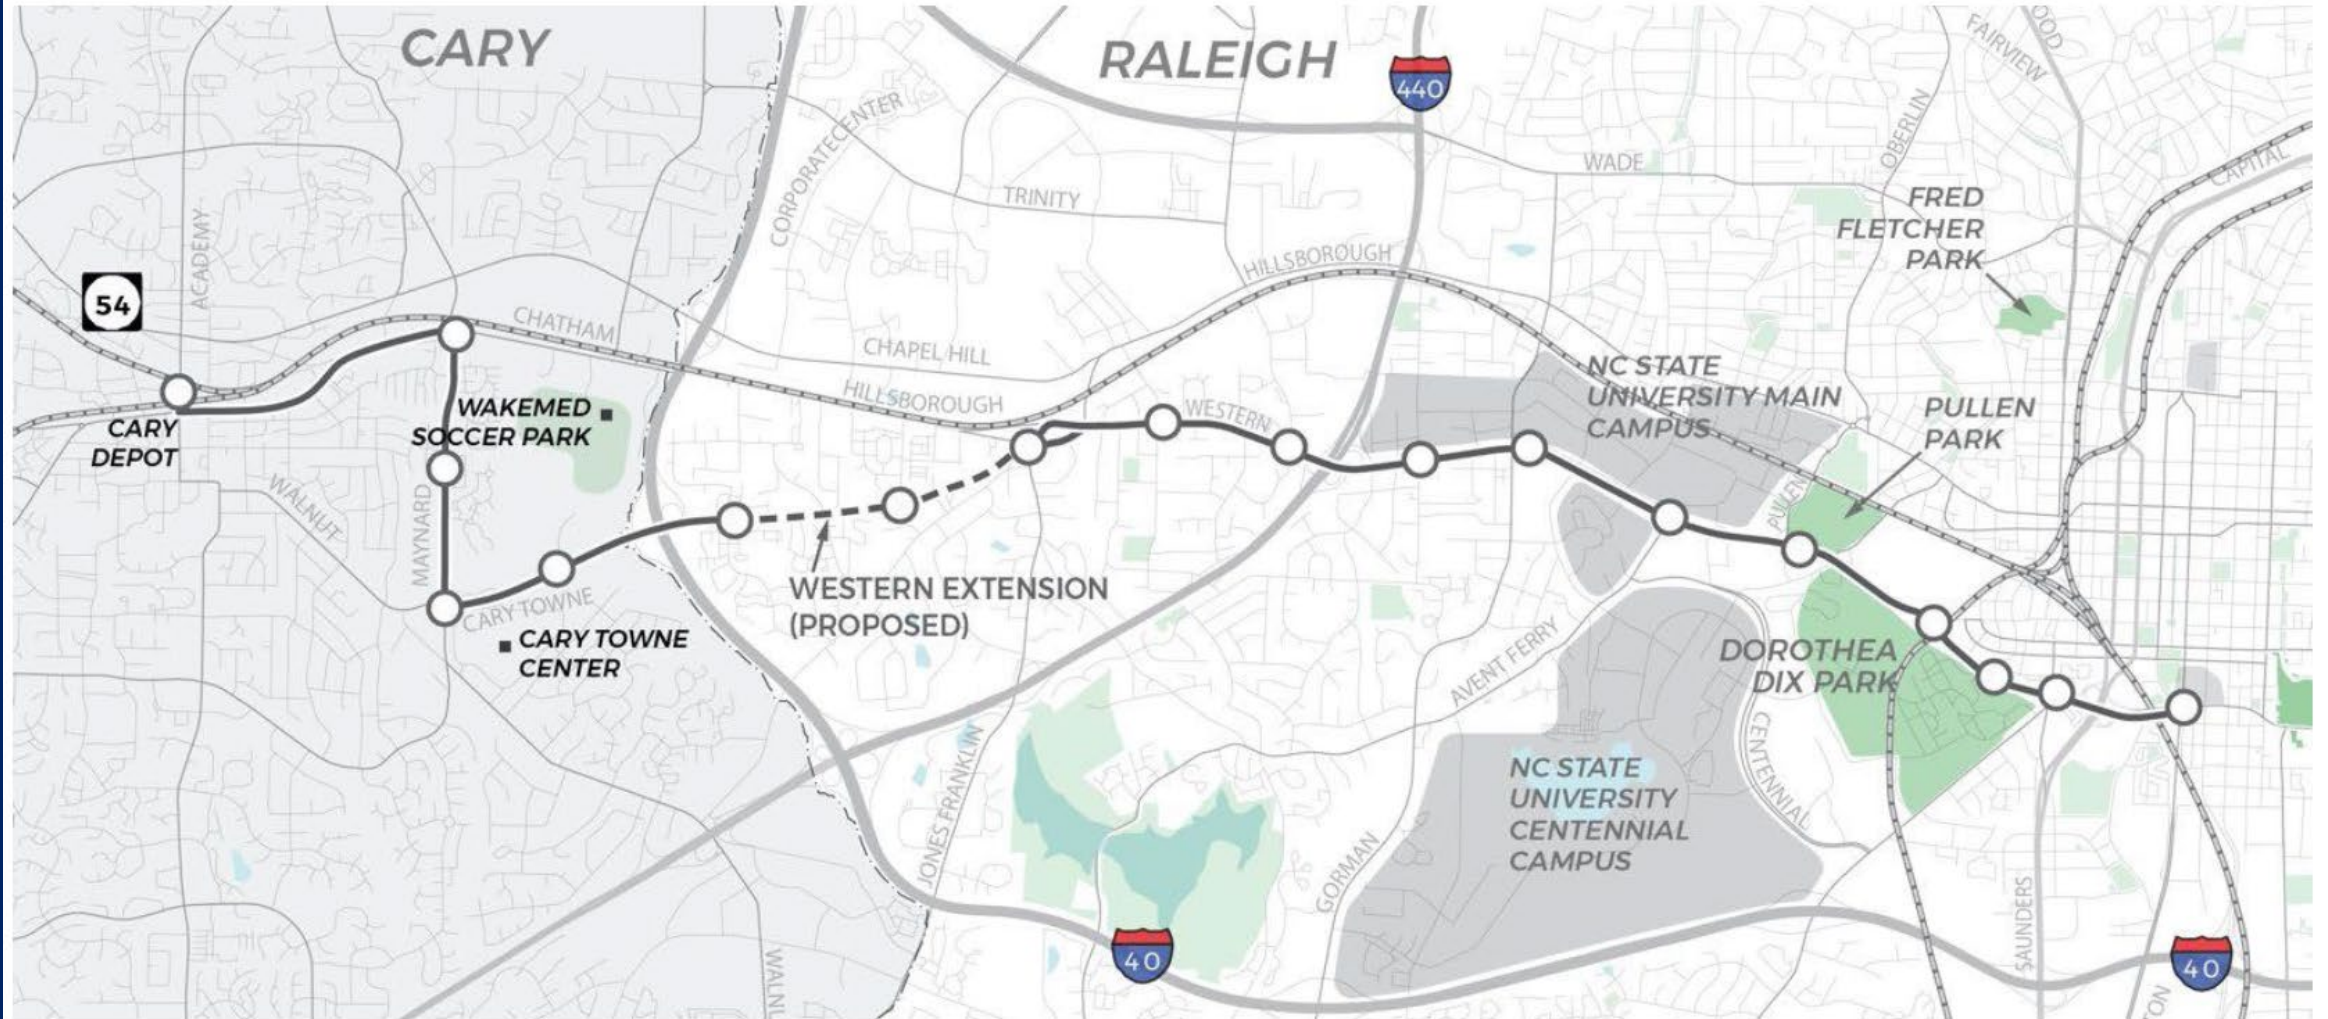 CARY
RALEIGH
440
FAIRVIEW
CORPORATECENTER
OBERLIN
WADE
CAPITAL
TRINITY
FRED
FLETCHER
PARK
ACADEMY
HILLSBOROUGH
54
CHATHAM
CHAPEL HILL
NC STATE
UNIVERSITY MAIN
CAMPUS
HILLSBOROUGH
WESTERN
PULLEN
PARK
WAKEMED
SOCCER PARK
CARY
DEPOT
WALNUT
MAYNARD
PULLEN
WESTERN EXTENSION
(PROPOSED)
CARY TOWNE
CARY TOWNE
CENTER
AVENT FERRY
DOROTHEA
DIX PARK
CENTENNIAL
NC STATE
UNIVERSITY
CENTENNIAL
CAMPUS
JONES FRANKLIN
GORMAN
SAUNDERS
40
40
WALN
TON